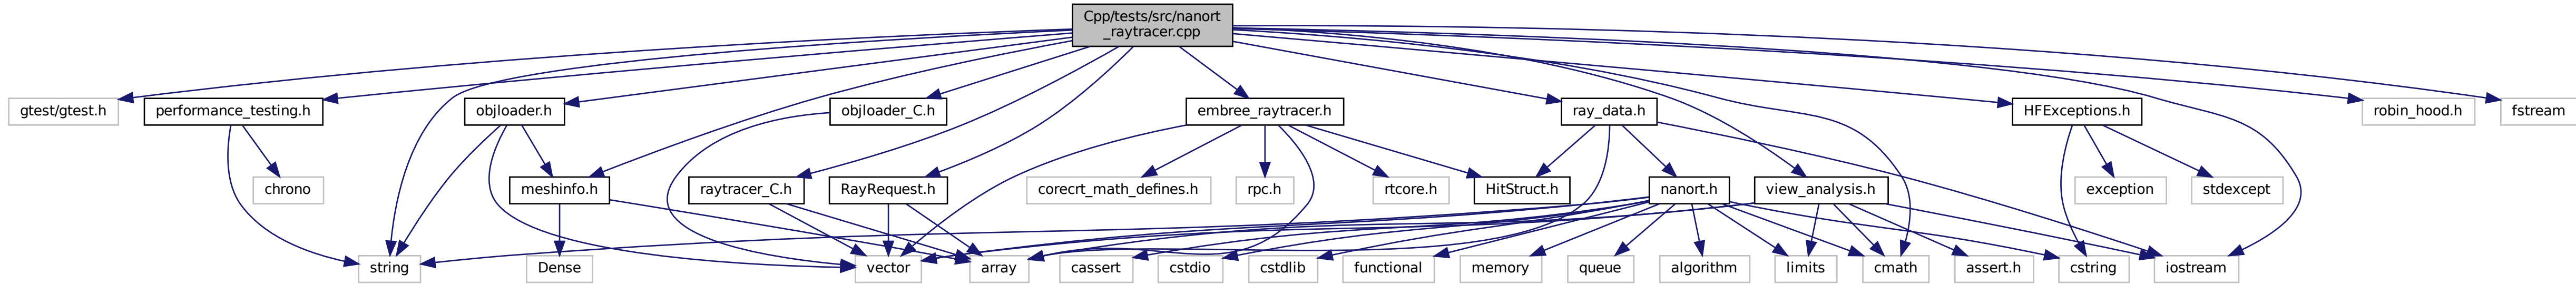 Cpp/tests/src/nanort
_raytracer.cpp
gtest/gtest.h
performance_testing.h
objloader.h
objloader_C.h
embree_raytracer.h
ray_data.h
HFExceptions.h
robin_hood.h
fstream
chrono
meshinfo.h
raytracer_C.h
RayRequest.h
corecrt_math_defines.h
rpc.h
rtcore.h
HitStruct.h
nanort.h
view_analysis.h
exception
stdexcept
string
Dense
vector
array
cassert
cstdio
cstdlib
functional
memory
queue
algorithm
limits
cmath
assert.h
cstring
iostream